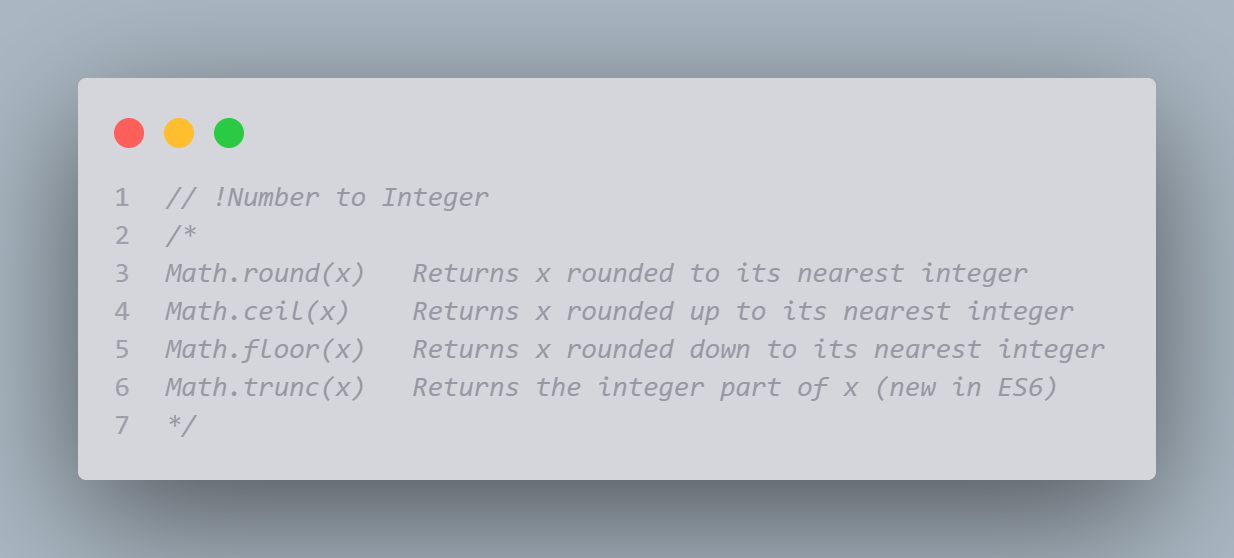 1 // !Number to Integer
2 /*
3 Math.round(x)   Returns x rounded to its nearest integer
4 Math.ceil(x)    Returns x rounded up to its nearest integer
5 Math.floor(x)   Returns x rounded down to its nearest integer
6 Math.trunc(x)   Returns the integer part of x (new in ES6)
7 */